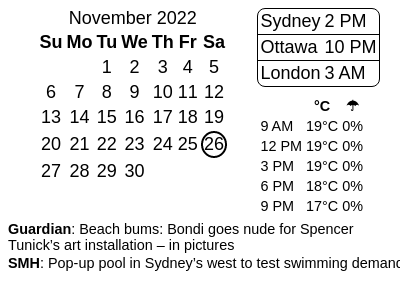 November 2022
Su Mo Tu We Th Fr Sa
1 2 3 4 5
6 7 8 9 10 11 12
13 14 15 16 17 18 19
20 21 22 23 24 25 26
27 28 29 30
Sydney 2 PM
Ottawa 10 PM
London 3 AM
°C ☂
9 AM 19°C 0%
12 PM 19°C 0%
3 PM 19°C 0%
6 PM 18°C 0%
9 PM 17°C 0%
Guardian: Beach bums: Bondi goes nude for Spencer
Tunick’s art installation – in pictures
SMH: Pop-up pool in Sydney’s west to test swimming demand